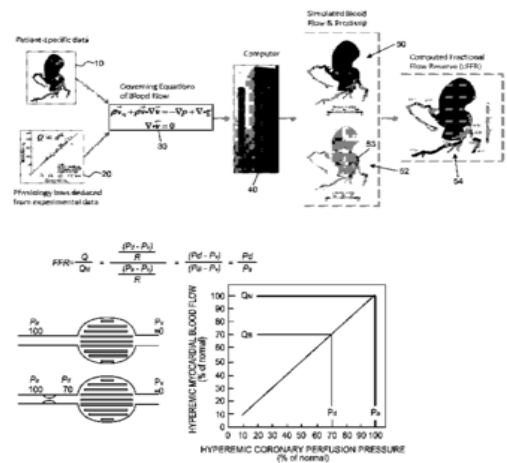 Patient-specific data
10
Governing Equations
of Blood Flow
30
20
Physiology laws deduced
from experimental data
Computer
40
Simulated Blood
Flow & Pressure
50
53
52
Computed Fractional
Flow Reserve (cFFR)
54
FFR= Q / QN = (Pd - Pv) / R / (Pa - Pv) / R = (Pd - Pv) / (Pa - Pv) = Pd / Pa
Pa
100
Pv
0
Pa Pd
100 70
Pv
0
HYPEREMIC MYOCARDIAL BLOOD FLOW
(% of normal)
100
90
80
70
60
50
40
30
20
10
0
QN
QS
Pd
Pa
0 10 20 30 40 50 60 70 80 90 100
HYPEREMIC CORONARY PERFUSION PRESSURE
(% of normal)